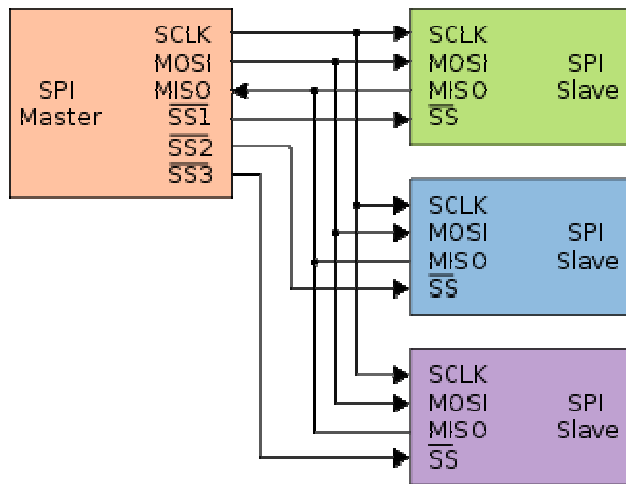 SCLK
MOSI
MISO
SS1
SS2
SS3
SPI
Master
SCLK
MOSI
MISO
SS
SPI
Slave
SCLK
MOSI
MISO
SS
SPI
Slave
SCLK
MOSI
MISO
SS
SPI
Slave